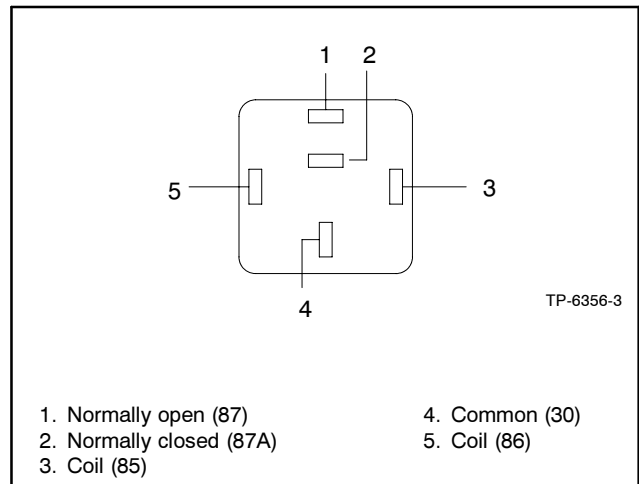 1 2
5 3
4
TP-6356-3
1. Normally open (87)
2. Normally closed (87A)
3. Coil (85)
4. Common (30)
5. Coil (86)